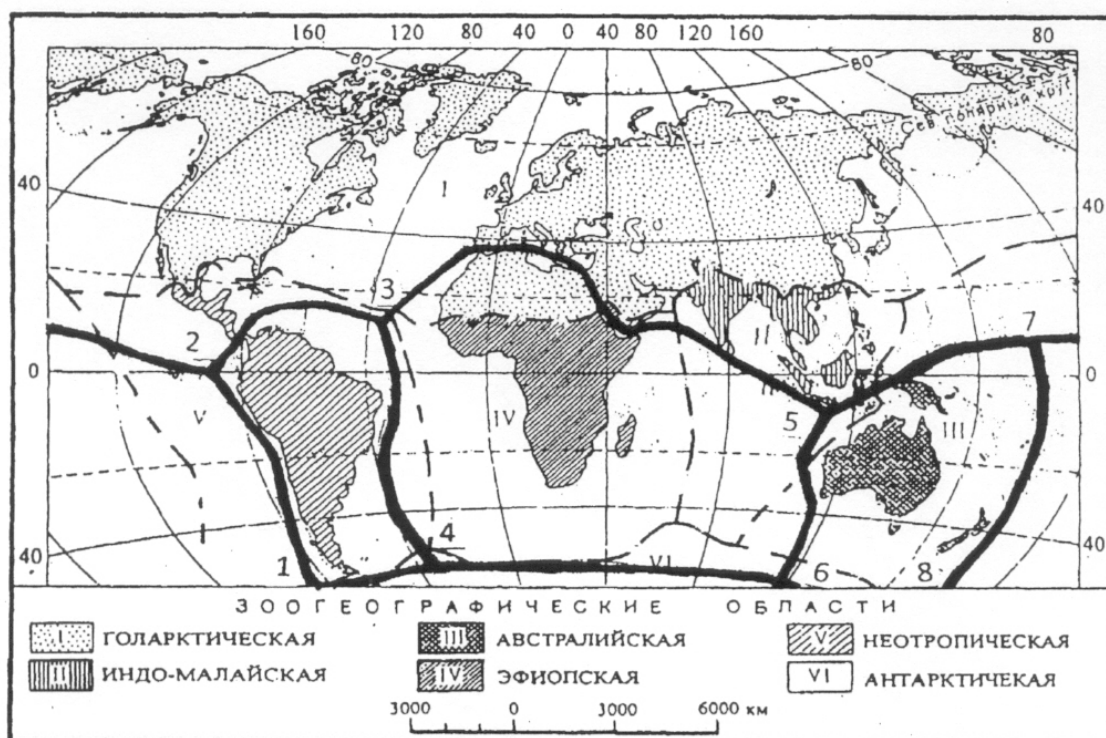 160 120 80 40 0 40 80 120 160 80
80 80
Сев полярный круг
40 I 40
3
2 II 7
0 0
V IV 5 III
4
40 1 VI 6 8 40
ЗООГЕОГРАФИЧЕСКИЕ ОБЛАСТИ
I ГОЛАРКТИЧЕСКАЯ III АВСТРАЛИЙСКАЯ V НЕОТРОПИЧЕСКАЯ
II ИНДО-МАЛАЙСКАЯ IV ЭФИОПСКАЯ VI АНТАРКТИЧЕКАЯ
3000 0 3000 6000 км